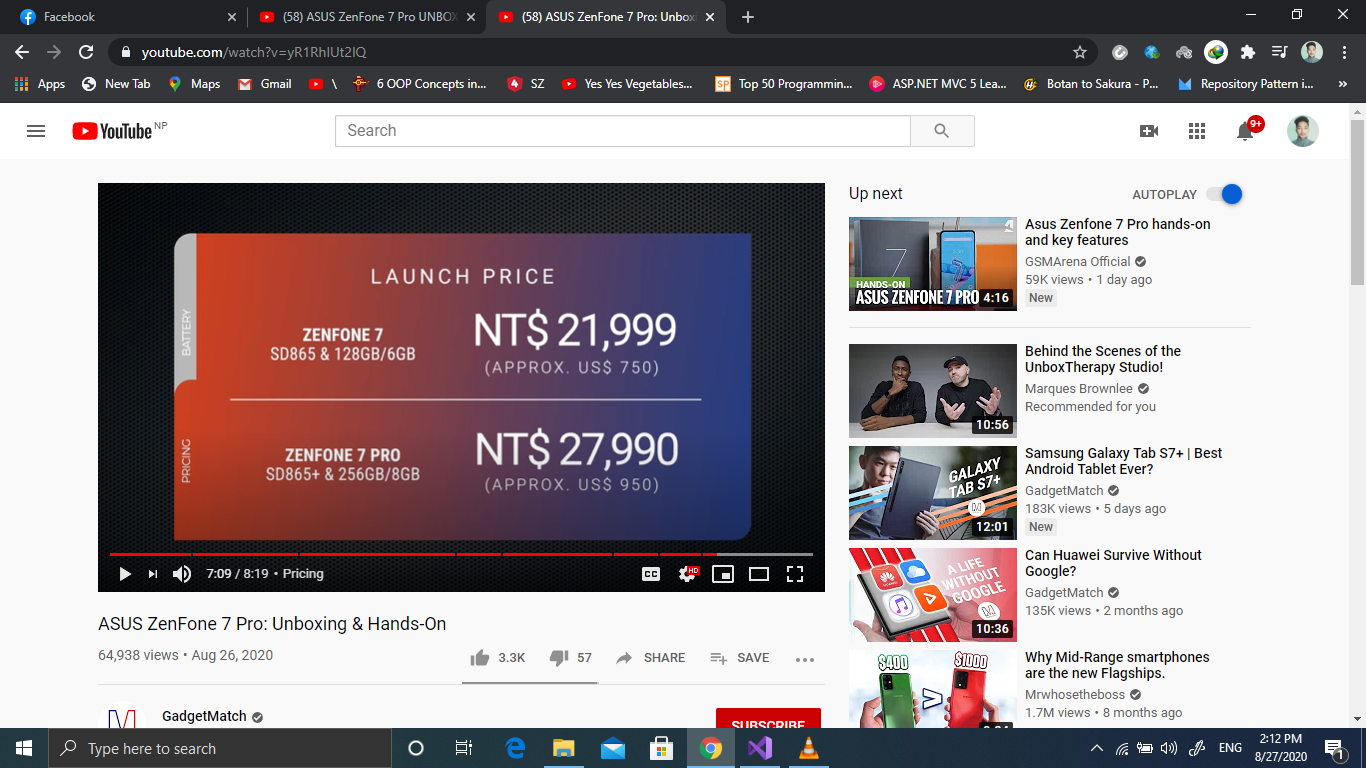 Facebook
(58) ASUS ZenFone 7 Pro UNBOX
(58) ASUS ZenFone 7 Pro: Unboxi
youtube.com/watch?v=yR1RhlUt2lQ
Apps
New Tab
Maps
Gmail
\
6 OOP Concepts in...
SZ
Yes Yes Vegetables...
Top 50 Programmin...
ASP.NET MVC 5 Lea...
Botan to Sakura - P...
Repository Pattern i...
»
YouTube NP
Search
9+
LAUNCH PRICE
BATTERY
ZENFONE 7
SD865 & 128GB/6GB
NT$ 21,999
(APPROX. US$ 750)
PRICING
ZENFONE 7 PRO
SD865+ & 256GB/8GB
NT$ 27,990
(APPROX. US$ 950)
7:09 / 8:19 • Pricing
CC
HD
ASUS ZenFone 7 Pro: Unboxing & Hands-On
64,938 views • Aug 26, 2020
3.3K
57
SHARE
SAVE
GadgetMatch
SUBSCRIBE
Up next
AUTOPLAY
7
HANDS-ON
ASUS ZENFONE 7 PRO
4:16
Asus Zenfone 7 Pro hands-on
and key features
GSMArena Official
59K views • 1 day ago
New
10:56
Behind the Scenes of the
UnboxTherapy Studio!
Marques Brownlee
Recommended for you
GALAXY
TAB S7+
12:01
Samsung Galaxy Tab S7+ | Best
Android Tablet Ever?
GadgetMatch
183K views • 5 days ago
New
A LIFE
WITHOUT
GOOGLE
10:36
Can Huawei Survive Without
Google?
GadgetMatch
135K views • 2 months ago
$400
$1000
>
Why Mid-Range smartphones
are the new Flagships.
Mrwhosetheboss
1.7M views • 8 months ago
Type here to search
ENG
2:12 PM
8/27/2020
1